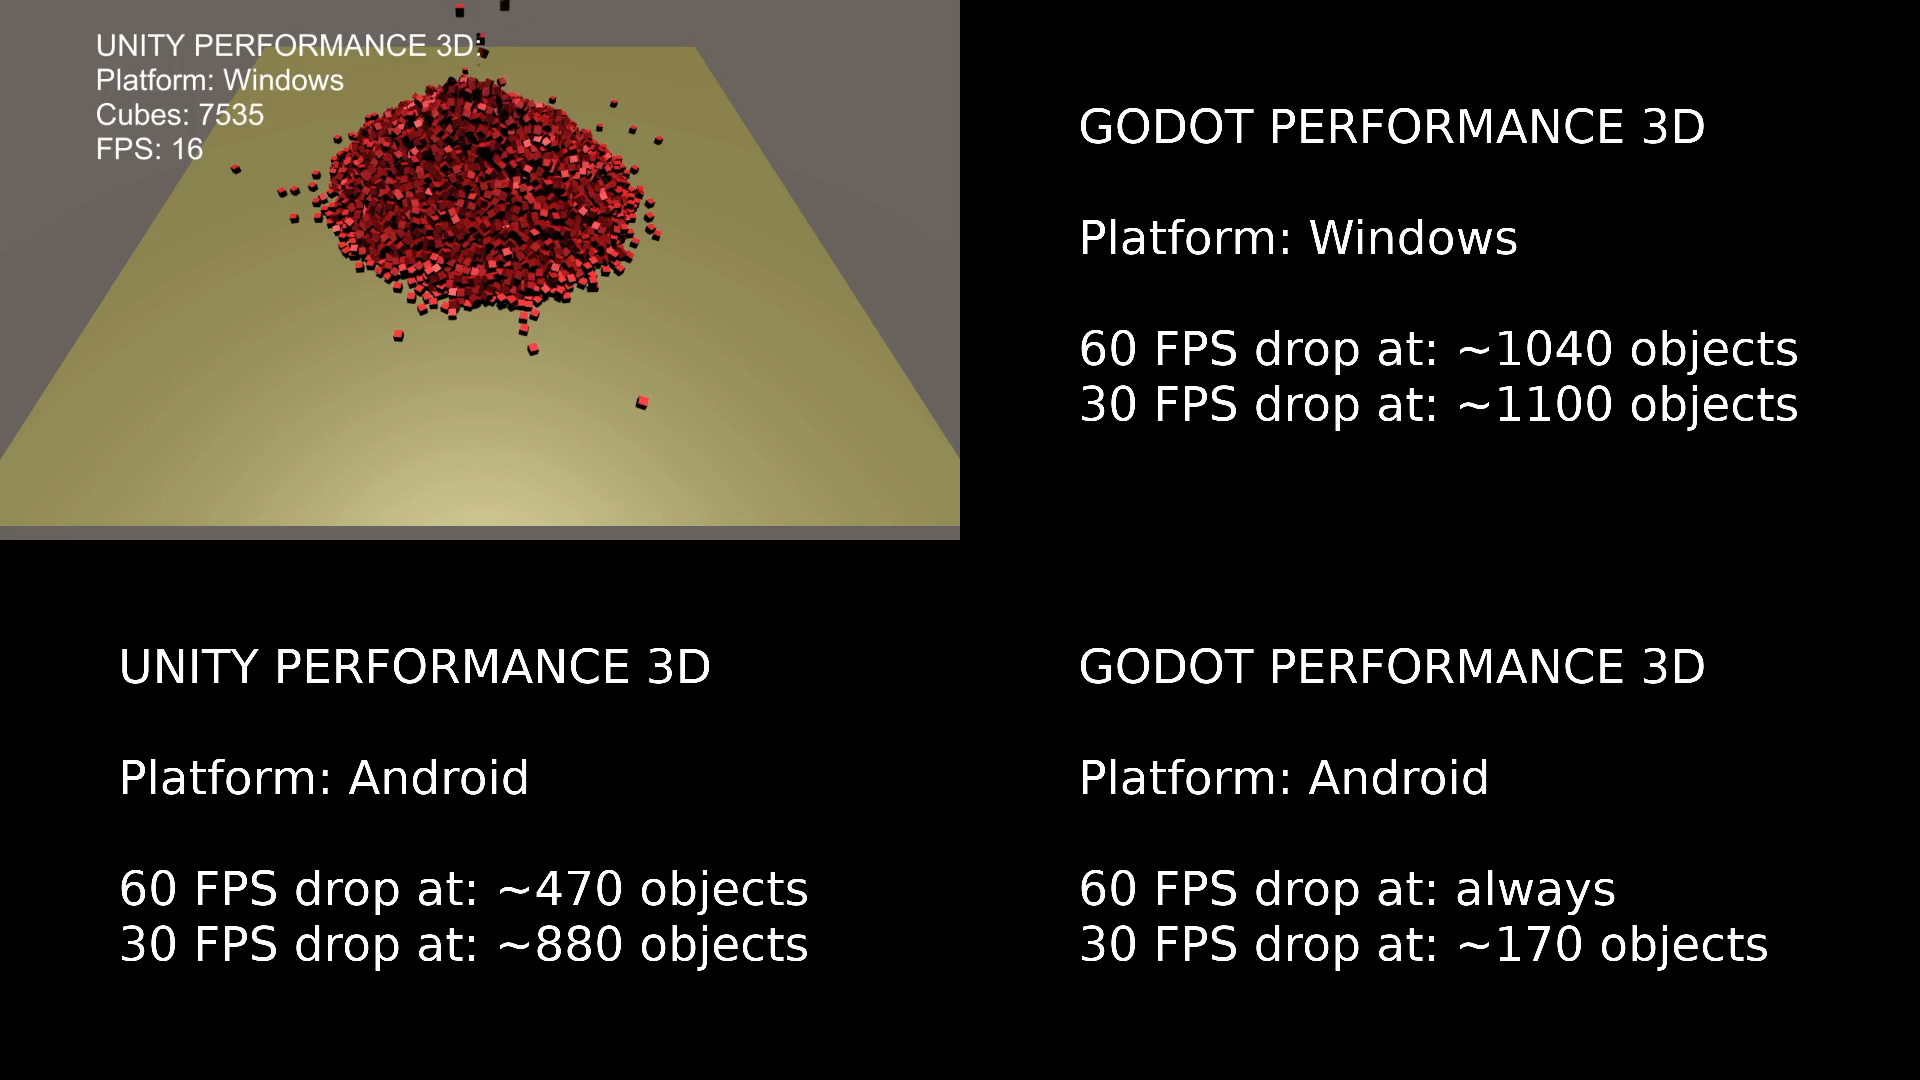 UNITY PERFORMANCE 3D:
Platform: Windows
Cubes: 7535
FPS: 16
GODOT PERFORMANCE 3D
Platform: Windows
60 FPS drop at: ~1040 objects
30 FPS drop at: ~1100 objects
UNITY PERFORMANCE 3D
Platform: Android
60 FPS drop at: ~470 objects
30 FPS drop at: ~880 objects
GODOT PERFORMANCE 3D
Platform: Android
60 FPS drop at: always
30 FPS drop at: ~170 objects